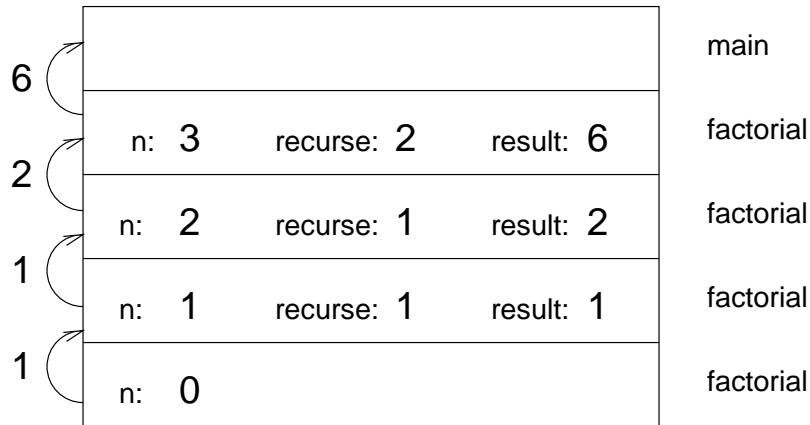 main
6
n: 3 recurse: 2 result: 6 factorial
2
n: 2 recurse: 1 result: 2 factorial
1
n: 1 recurse: 1 result: 1 factorial
1
n: 0 factorial